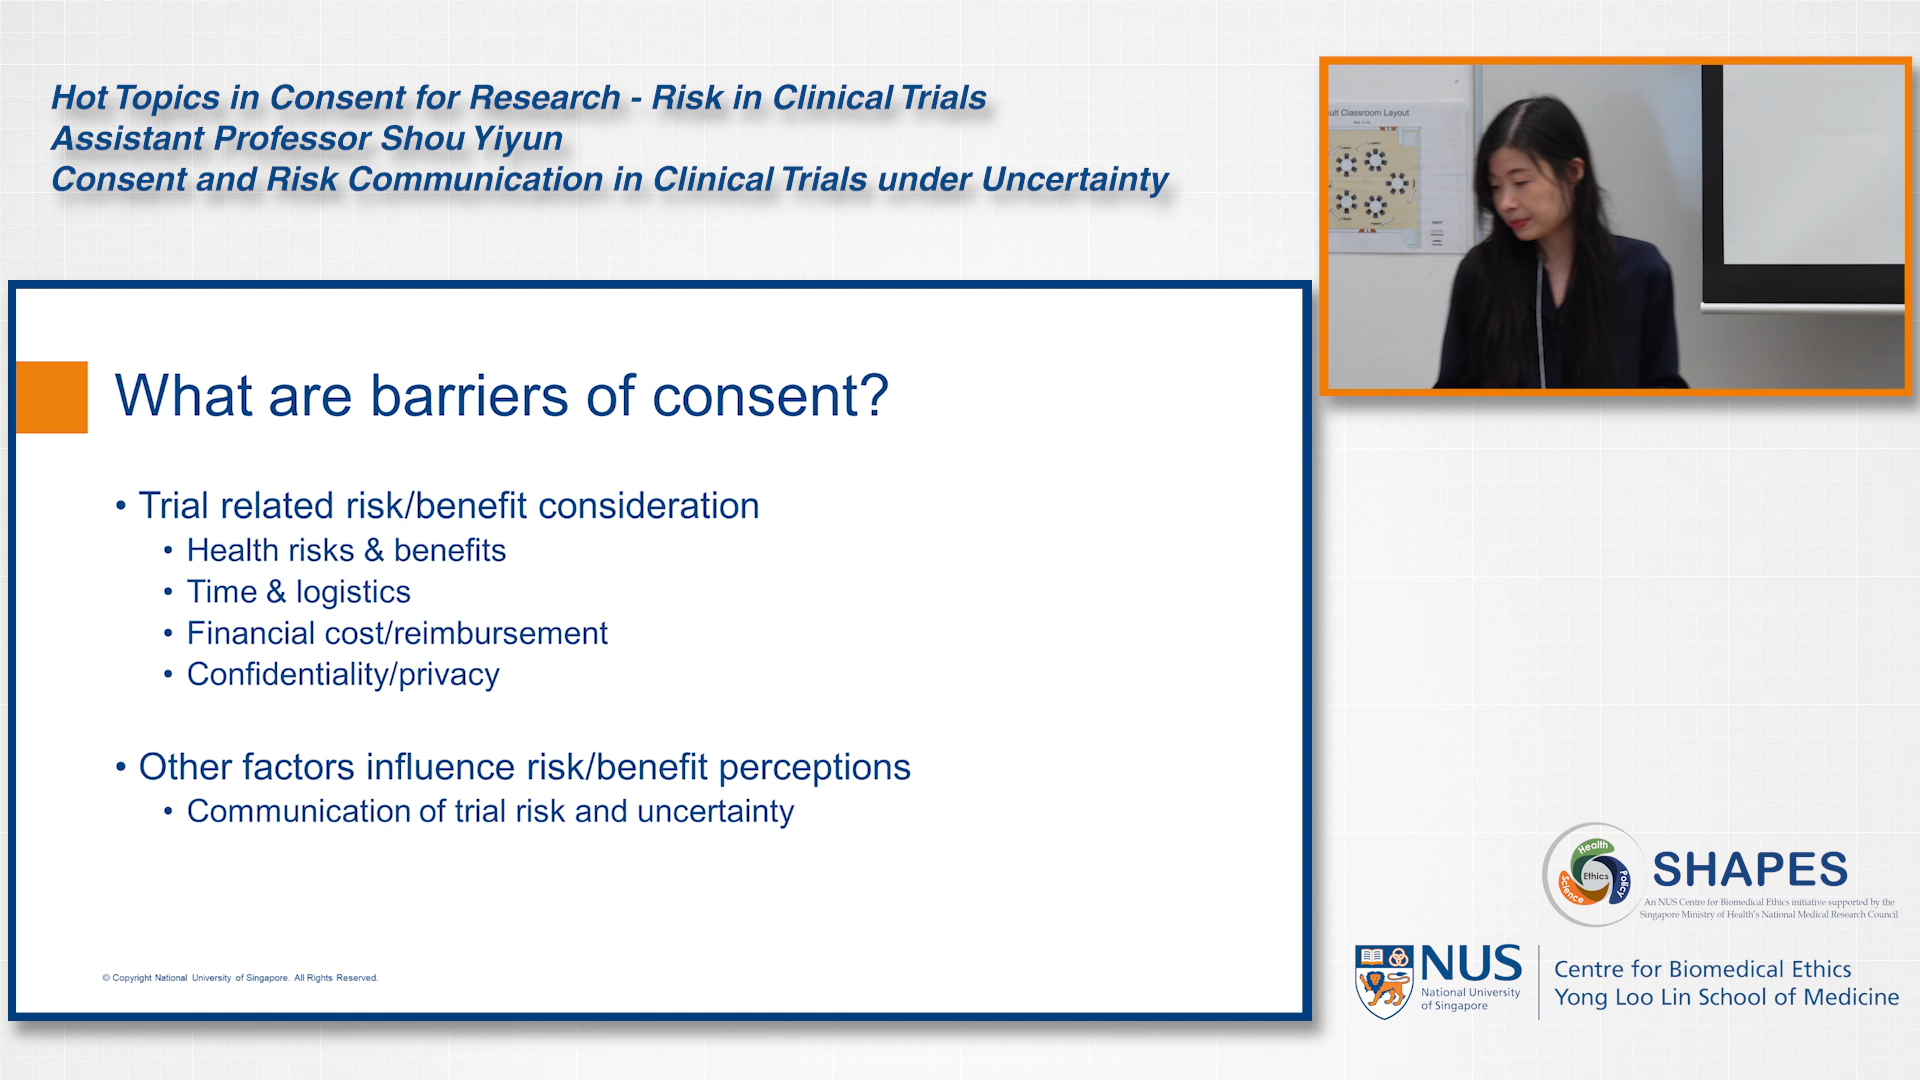 Hot Topics in Consent for Research - Risk in Clinical Trials
Assistant Professor Shou Yiyun
Consent and Risk Communication in Clinical Trials under Uncertainty
ult Classroom Layout
What are barriers of consent?
• Trial related risk/benefit consideration
• Health risks & benefits
• Time & logistics
• Financial cost/reimbursement
• Confidentiality/privacy
• Other factors influence risk/benefit perceptions
• Communication of trial risk and uncertainty
© Copyright National University of Singapore. All Rights Reserved.
Health
Ethics
Science
Policy
SHAPES
An NUS Centre for Biomedical Ethics initiative supported by the
Singapore Ministry of Health's National Medical Research Council
NUS
National University
of Singapore
Centre for Biomedical Ethics
Yong Loo Lin School of Medicine